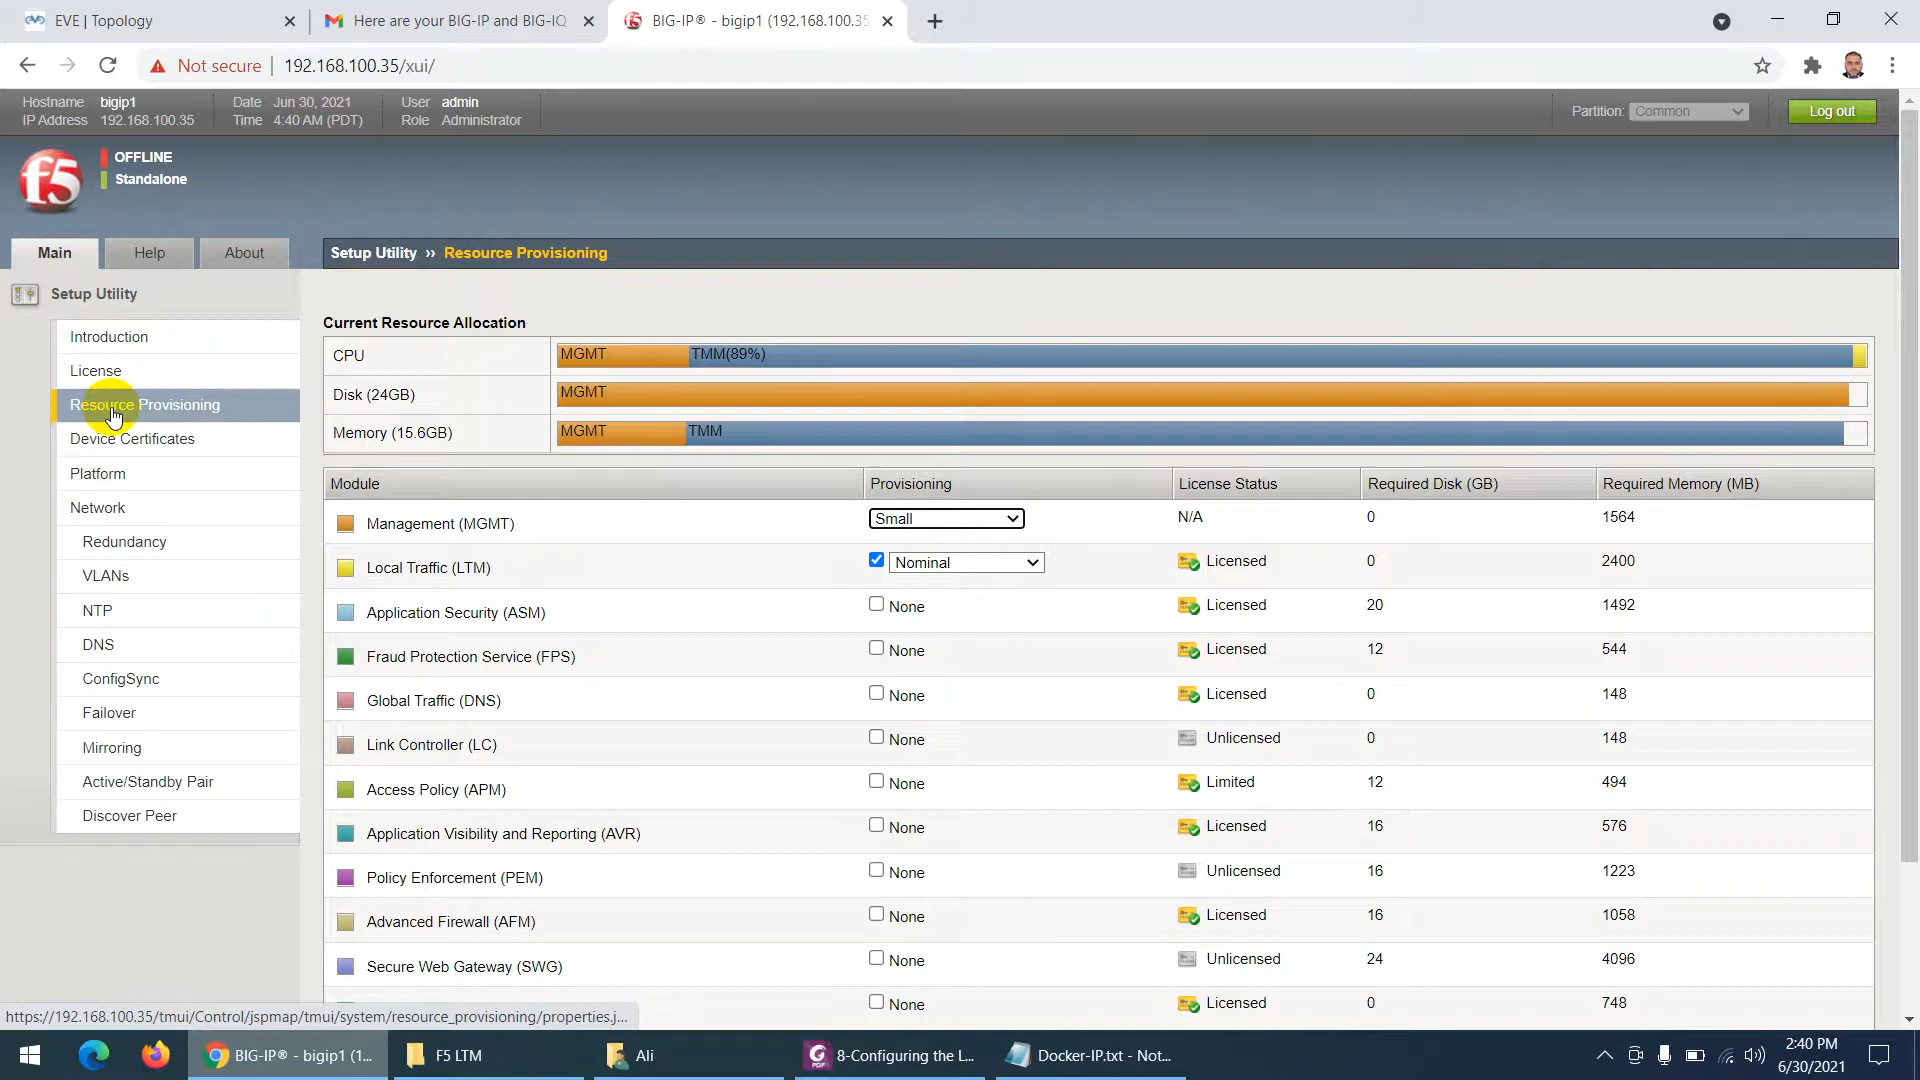 EVE | Topology
Here are your BIG-IP and BIG-IQ
BIG-IP® - bigip1 (192.168.100.35
Not secure
192.168.100.35/xui/
Hostname bigip1
IP Address 192.168.100.35
Date Jun 30, 2021
Time 4:40 AM (PDT)
User admin
Role Administrator
Partition: Common
Log out
f5
OFFLINE
Standalone
Main
Help
About
Setup Utility ›› Resource Provisioning
Setup Utility
Introduction
License
Resource Provisioning
Device Certificates
Platform
Network
Redundancy
VLANs
NTP
DNS
ConfigSync
Failover
Mirroring
Active/Standby Pair
Discover Peer
Current Resource Allocation
CPU MGMT TMM(89%)
Disk (24GB) MGMT
Memory (15.6GB) MGMT TMM
Module Provisioning License Status Required Disk (GB) Required Memory (MB)
Management (MGMT) Small N/A 0 1564
Local Traffic (LTM) Nominal Licensed 0 2400
Application Security (ASM) None Licensed 20 1492
Fraud Protection Service (FPS) None Licensed 12 544
Global Traffic (DNS) None Licensed 0 148
Link Controller (LC) None Unlicensed 0 148
Access Policy (APM) None Limited 12 494
Application Visibility and Reporting (AVR) None Licensed 16 576
Policy Enforcement (PEM) None Unlicensed 16 1223
Advanced Firewall (AFM) None Licensed 16 1058
Secure Web Gateway (SWG) None Unlicensed 24 4096
None Licensed 0 748
https://192.168.100.35/tmui/Control/jspmap/tmui/system/resource_provisioning/properties.j...
BIG-IP® - bigip1 (1...
F5 LTM
Ali
8-Configuring the L...
Docker-IP.txt - Not...
2:40 PM
6/30/2021